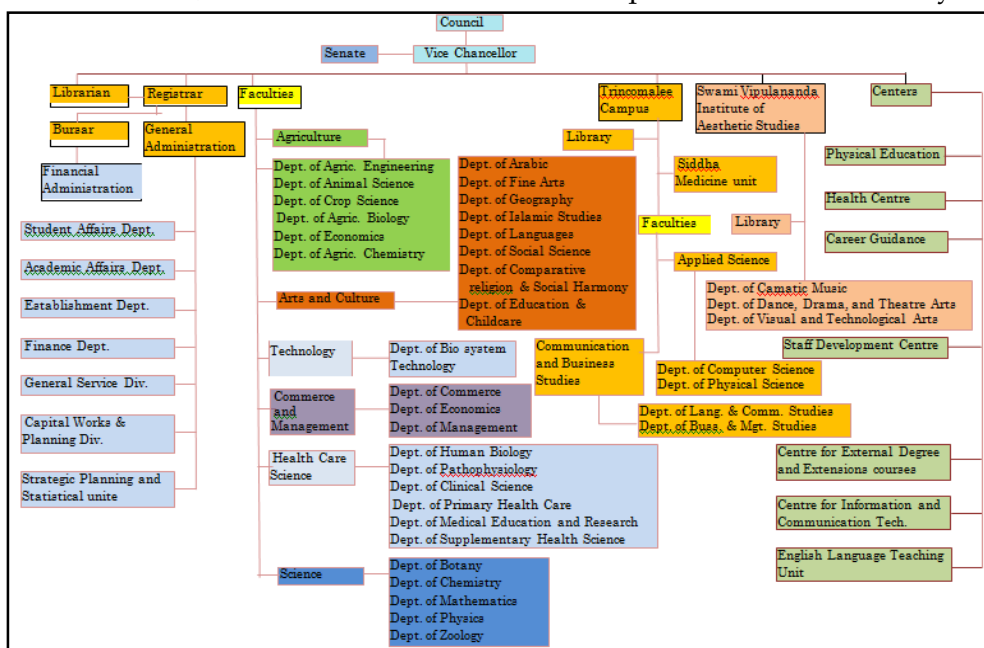 Council
Senate
Vice Chancellor
Librarian
Registrar
Faculties
Trincomalee
Campus
Swami Vipulananda
Institute of
Aesthetic Studies
Centers
Bursar
General
Administration
Financial
Administration
Student Affairs Dept.
Academic Affairs Dept.
Establishment Dept.
Finance Dept.
General Service Div.
Capital Works &
Planning Div.
Strategic Planning and
Statistical unite
Agriculture
Dept. of Agric. Engineering
Dept. of Animal Science
Dept. of Crop Science
Dept. of Agric. Biology
Dept. of Economics
Dept. of Agric. Chemistry
Arts and Culture
Dept. of Arabic
Dept. of Fine Arts
Dept. of Geography
Dept. of Islamic Studies
Dept. of Languages
Dept. of Social Science
Dept. of Comparative
religion & Social Harmony
Dept. of Education &
Childcare
Technology
Dept. of Bio system
Technology
Commerce
and
Management
Dept. of Commerce
Dept. of Economics
Dept. of Management
Health Care
Science
Dept. of Human Biology
Dept. of Pathophysiology
Dept. of Clinical Science
Dept. of Primary Health Care
Dept. of Medical Education and Research
Dept. of Supplementary Health Science
Science
Dept. of Botany
Dept. of Chemistry
Dept. of Mathematics
Dept. of Physics
Dept. of Zoology
Library
Siddha
Medicine unit
Faculties
Applied Science
Communication
and Business
Studies
Dept. of Computer Science
Dept. of Physical Science
Dept. of Lang. & Comm. Studies
Dept. of Buss. & Mgt. Studies
Library
Dept. of Camatic Music
Dept. of Dance, Drama, and Theatre Arts
Dept. of Visual and Technological Arts
Physical Education
Health Centre
Career Guidance
Staff Development Centre
Centre for External Degree
and Extensions courses
Centre for Information and
Communication Tech.
English Language Teaching
Unit